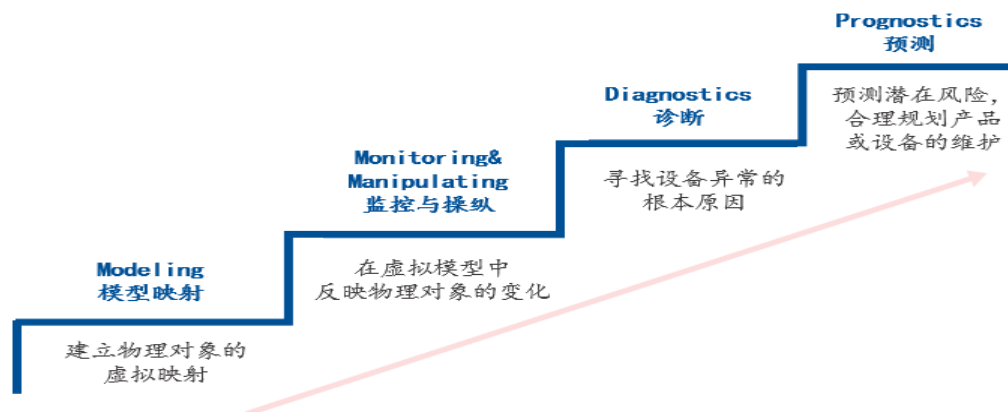 Modeling
模型映射
建立物理对象的
虚拟映射
Monitoring&
Manipulating
监控与操纵
在虚拟模型中
反映物理对象的变化
Diagnostics
诊断
寻找设备异常的
根本原因
Prognostics
预测
预测潜在风险，
合理规划产品
或设备的维护